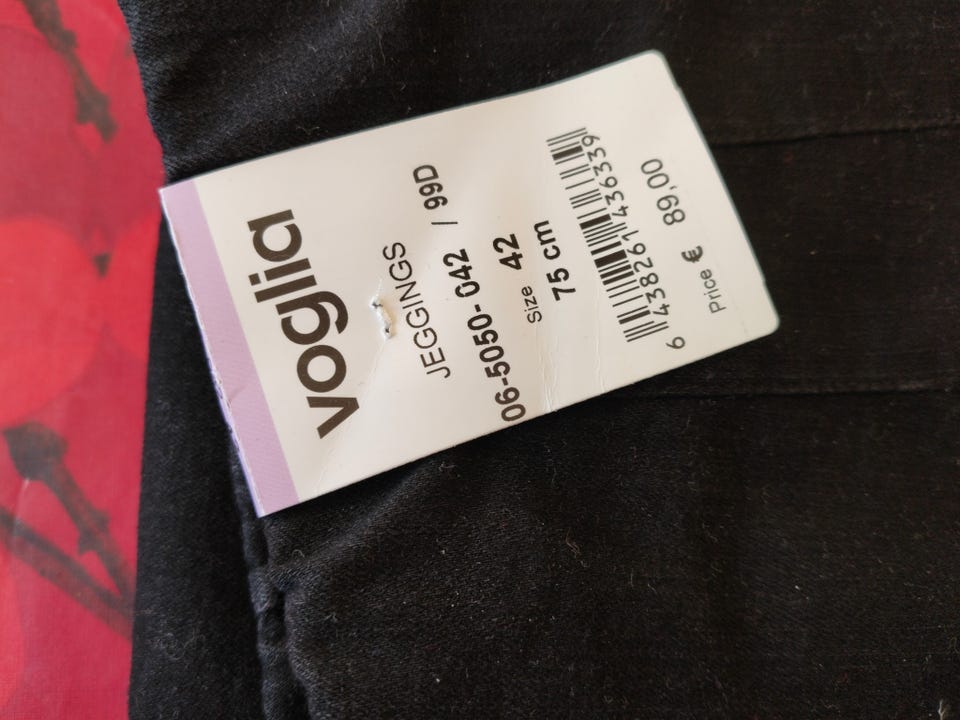 voglia
JEGGINGS
06-5050-042 / 99D
Size 42
75 cm
6 438261 436339
Price € 89,00